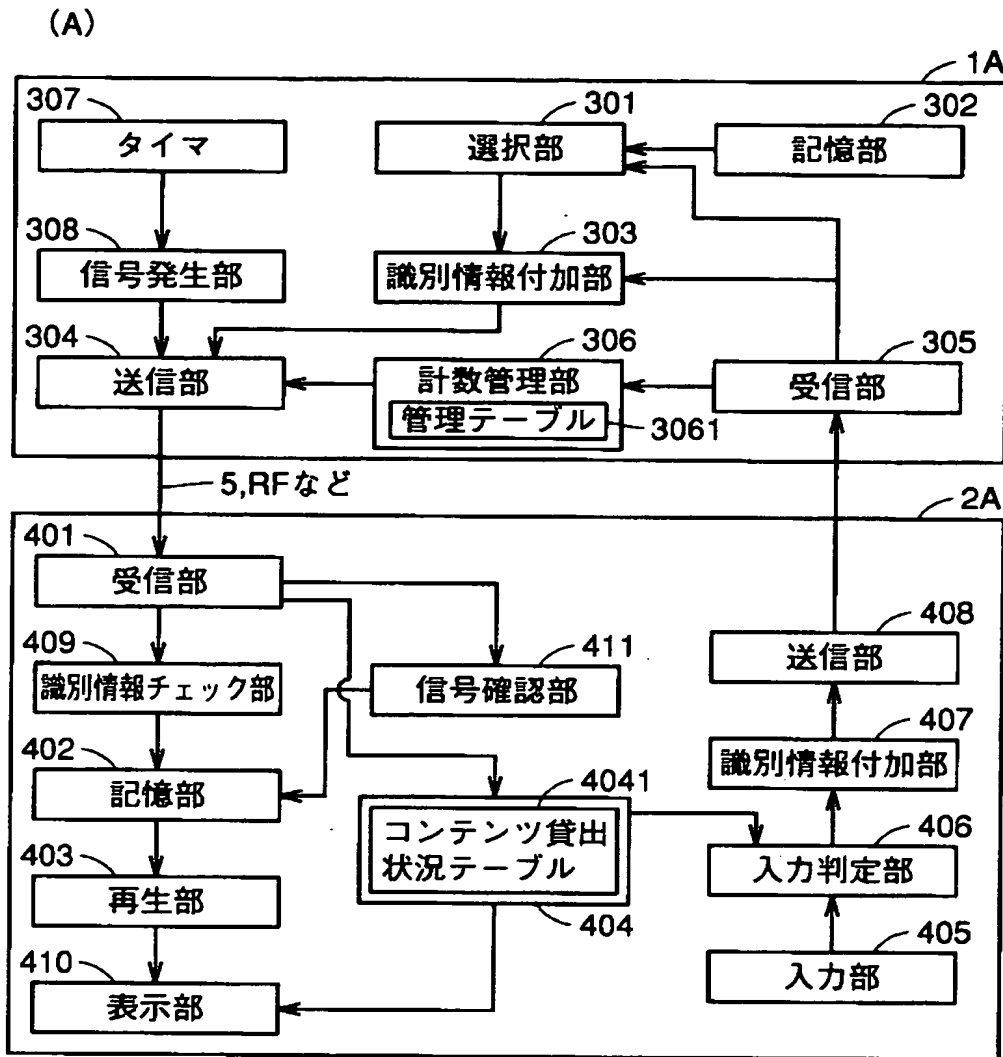 (A)
1A
307
タイマ
301
選択部
302
記憶部
308
信号発生部
303
識別情報付加部
304
送信部
306
計数管理部
管理テーブル
3061
305
受信部
5,RFなど
2A
401
受信部
409
識別情報チェック部
411
信号確認部
408
送信部
402
記憶部
407
識別情報付加部
4041
コンテンツ貸出
状況テーブル
404
406
入力判定部
403
再生部
405
入力部
410
表示部